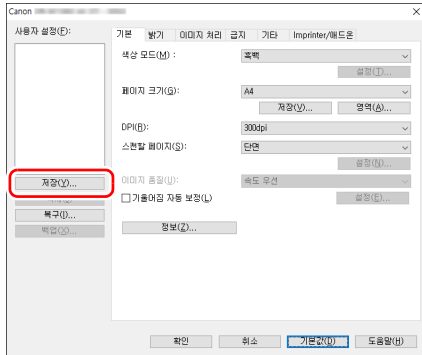 Canon
사용자 설정(F):
기본 밝기 이미지 처리 급지 기타 Imprinter/애드온
색상 모드(M) : 흑백
설정(T)...
페이지 크기(G): A4
저장(V)... 영역(A)...
DPI(R): 300dpi
스캔할 페이지(S): 단면
설정(N)...
저장(Y)...
이미지 품질(U): 속도 우선
기울어짐 자동 보정(L) 설정(E)...
복구(I)...
백업(X)...
정보(Z)...
확인 취소 기본값(D) 도움말(H)